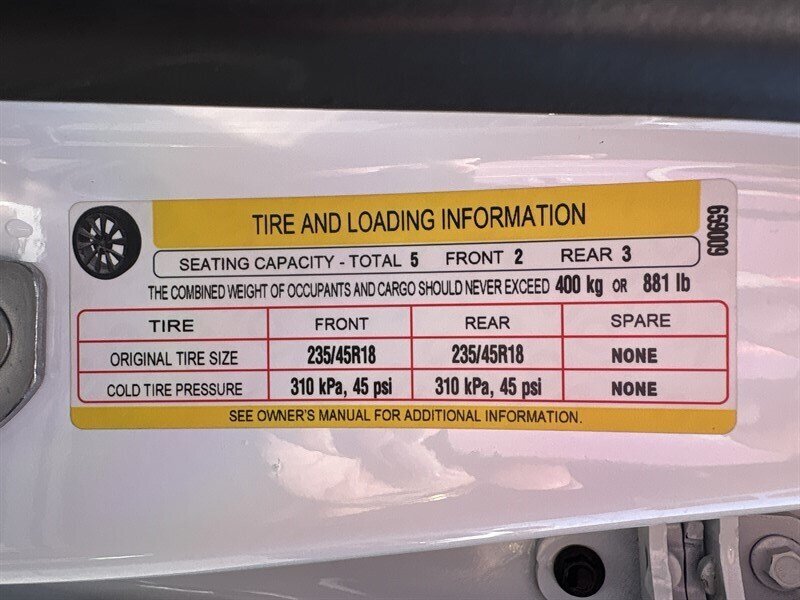 TIRE AND LOADING INFORMATION
659009
SEATING CAPACITY - TOTAL 5 FRONT 2 REAR 3
THE COMBINED WEIGHT OF OCCUPANTS AND CARGO SHOULD NEVER EXCEED 400 kg OR 881 lb
TIRE FRONT REAR SPARE
ORIGINAL TIRE SIZE 235/45R18 235/45R18 NONE
COLD TIRE PRESSURE 310 kPa, 45 psi 310 kPa, 45 psi NONE
SEE OWNER'S MANUAL FOR ADDITIONAL INFORMATION.